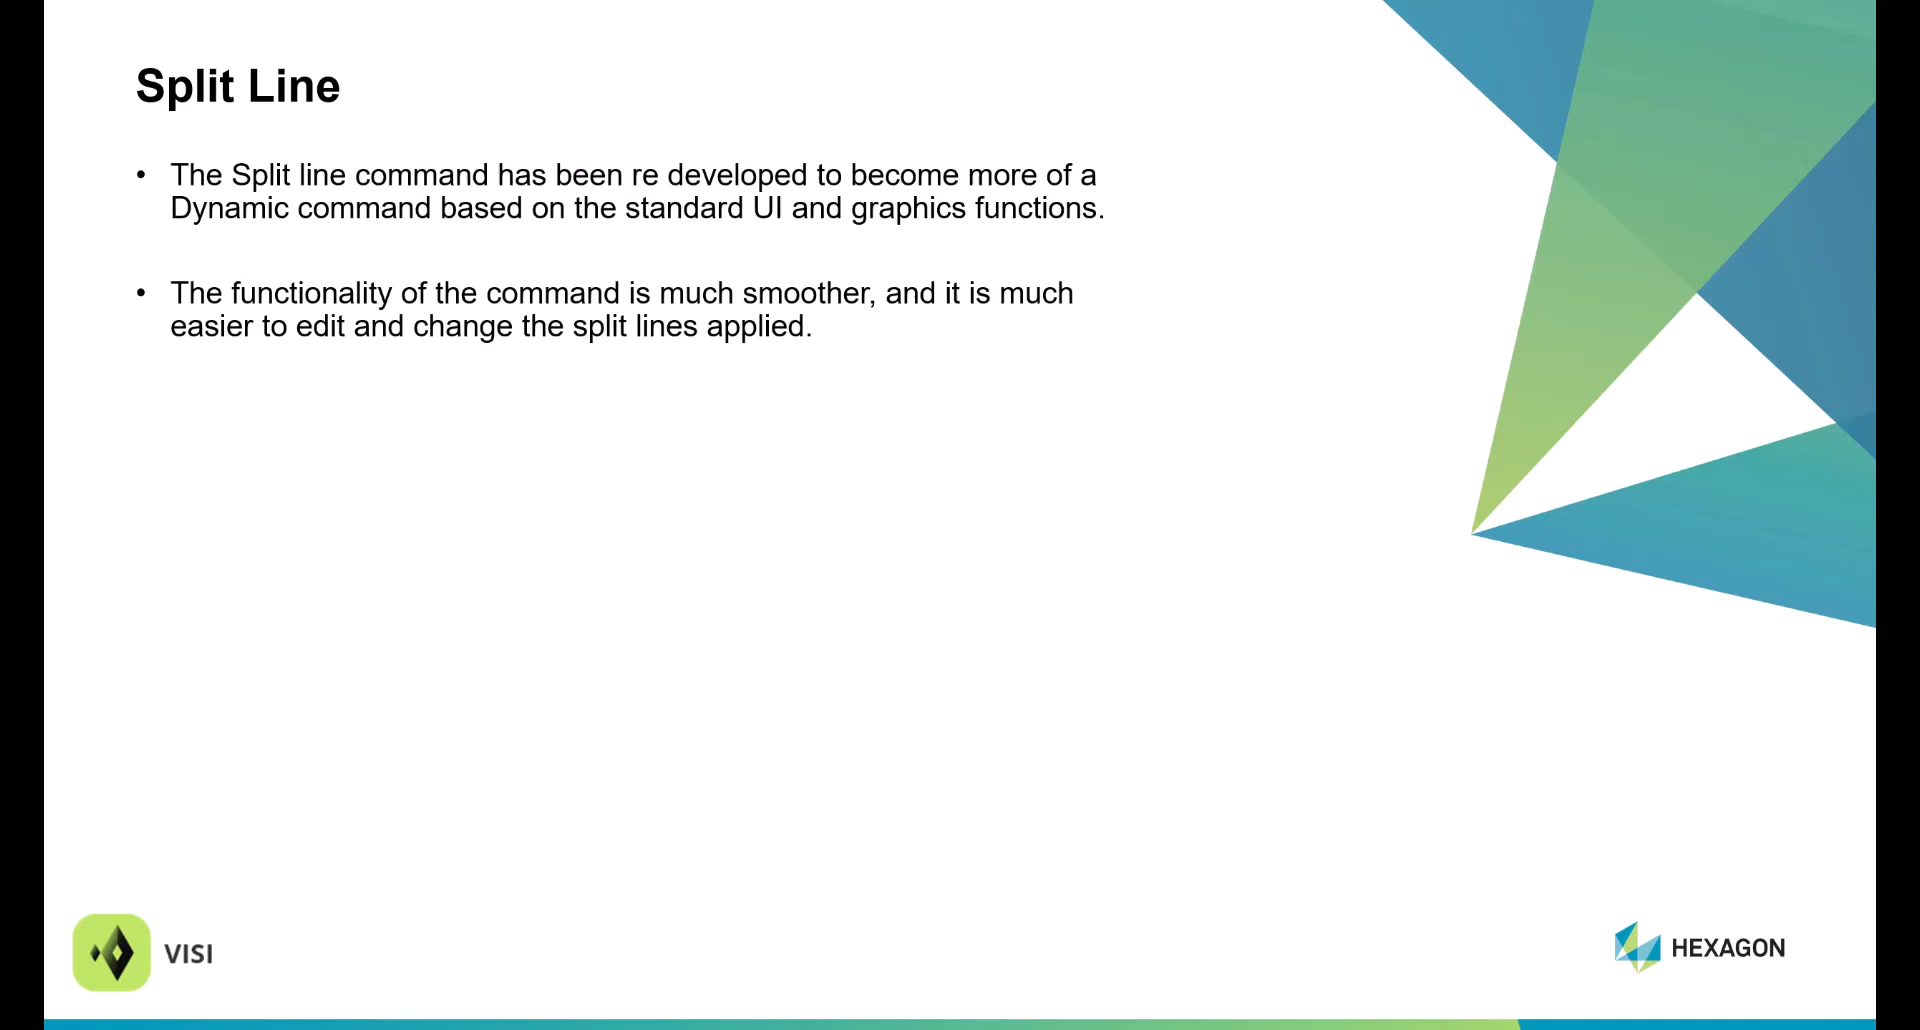 Split Line
• The Split line command has been re developed to become more of a
Dynamic command based on the standard UI and graphics functions.
• The functionality of the command is much smoother, and it is much
easier to edit and change the split lines applied.
VISI
HEXAGON